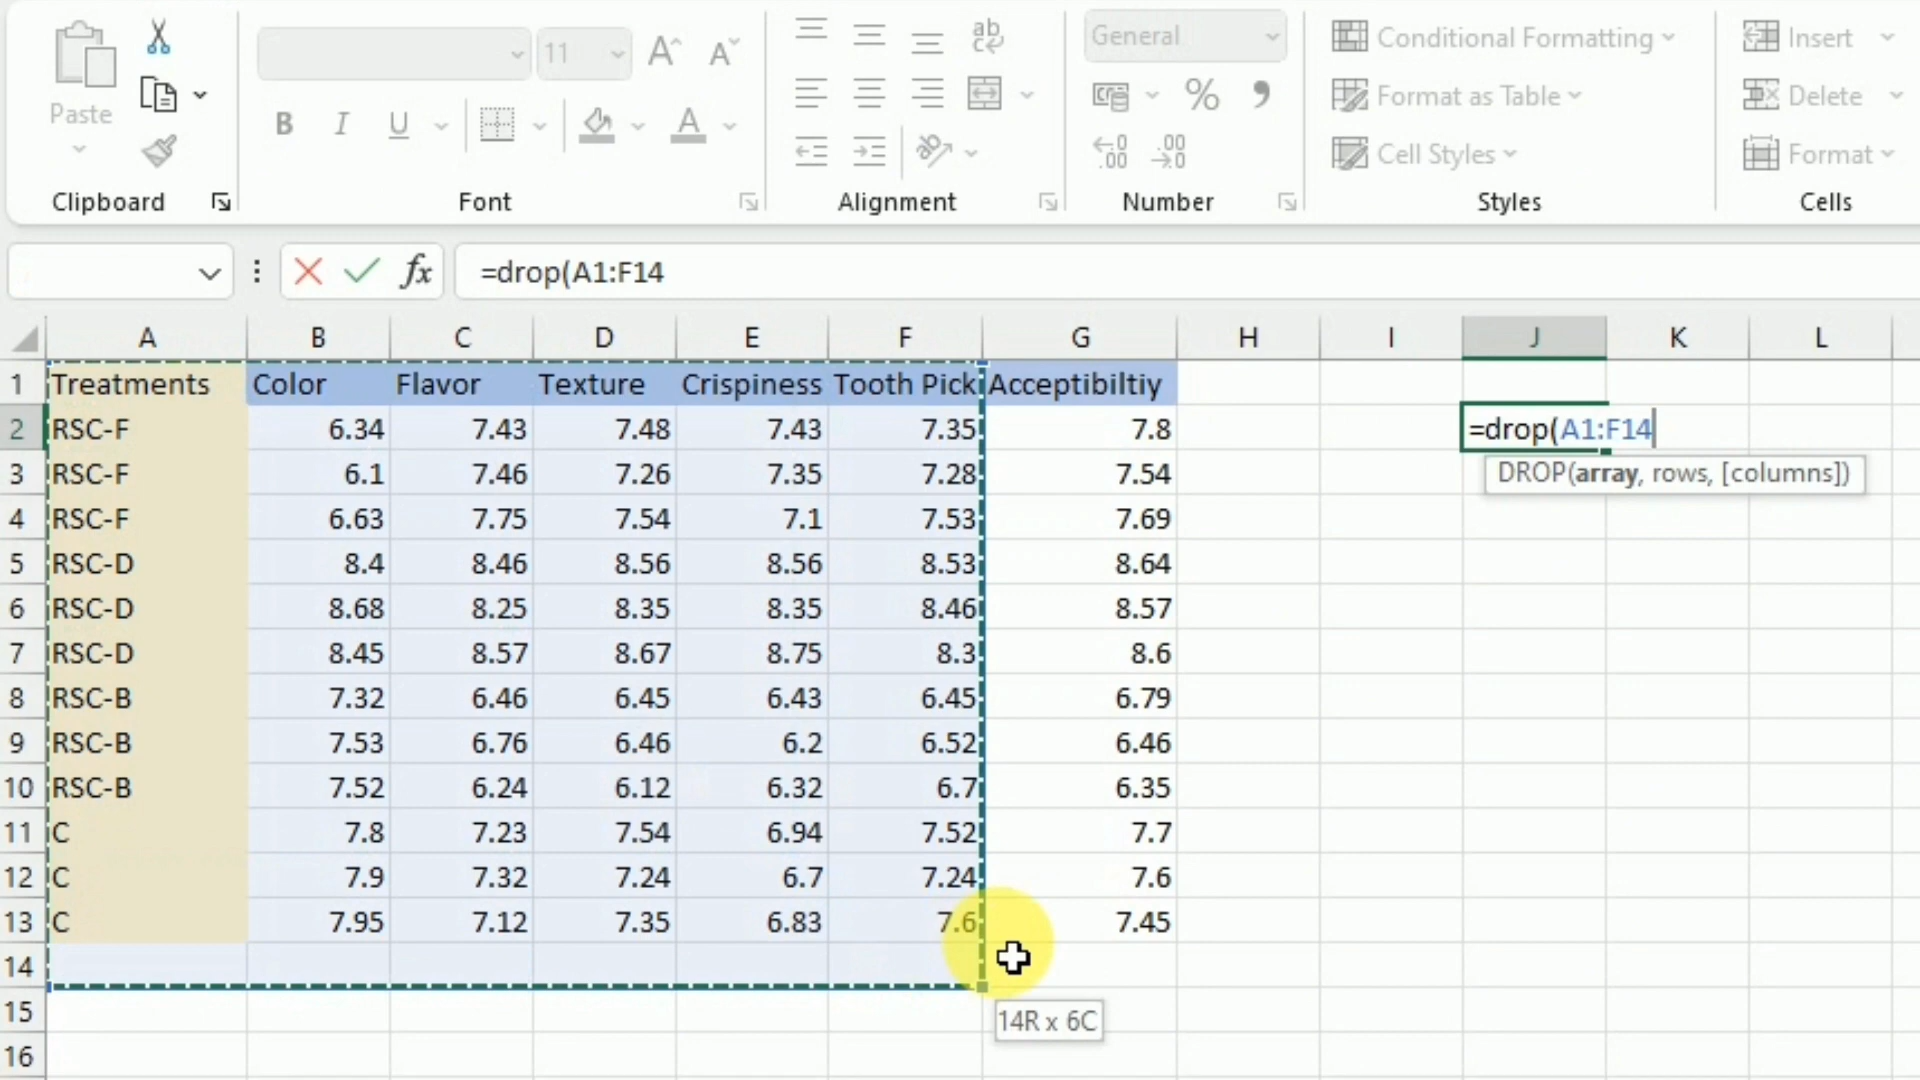 Paste
Clipboard
11
A A
B I U A
Font
ab
ab
Alignment
General
% ,
.00 .00
Number
Conditional Formatting
Format as Table
Cell Styles
Styles
Insert
Delete
Format
Cells
fx =drop(A1:F14
A B C D E F G H I J K L
1 Treatments Color Flavor Texture Crispiness Tooth Pick Acceptibiltiy
2 RSC-F 6.34 7.43 7.48 7.43 7.35 7.8 =drop(A1:F14
DROP(array, rows, [columns])
3 RSC-F 6.1 7.46 7.26 7.35 7.28 7.54
4 RSC-F 6.63 7.75 7.54 7.1 7.53 7.69
5 RSC-D 8.4 8.46 8.56 8.56 8.53 8.64
6 RSC-D 8.68 8.25 8.35 8.35 8.46 8.57
7 RSC-D 8.45 8.57 8.67 8.75 8.3 8.6
8 RSC-B 7.32 6.46 6.45 6.43 6.45 6.79
9 RSC-B 7.53 6.76 6.46 6.2 6.52 6.46
10 RSC-B 7.52 6.24 6.12 6.32 6.7 6.35
11 C 7.8 7.23 7.54 6.94 7.52 7.7
12 C 7.9 7.32 7.24 6.7 7.24 7.6
13 C 7.95 7.12 7.35 6.83 7.6 7.45
14
14R x 6C
15
16